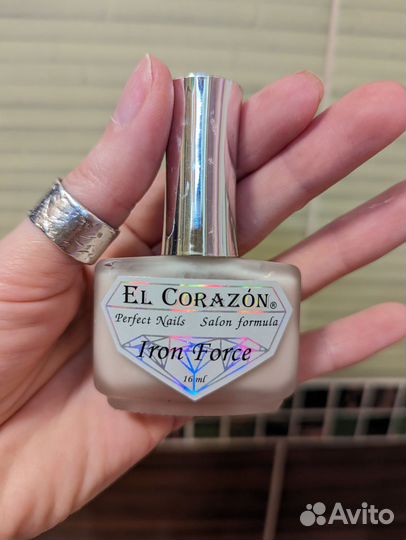 EL CORAZÓN®
Perfect Nails Salon formula
Iron Force
16 ml
Avito